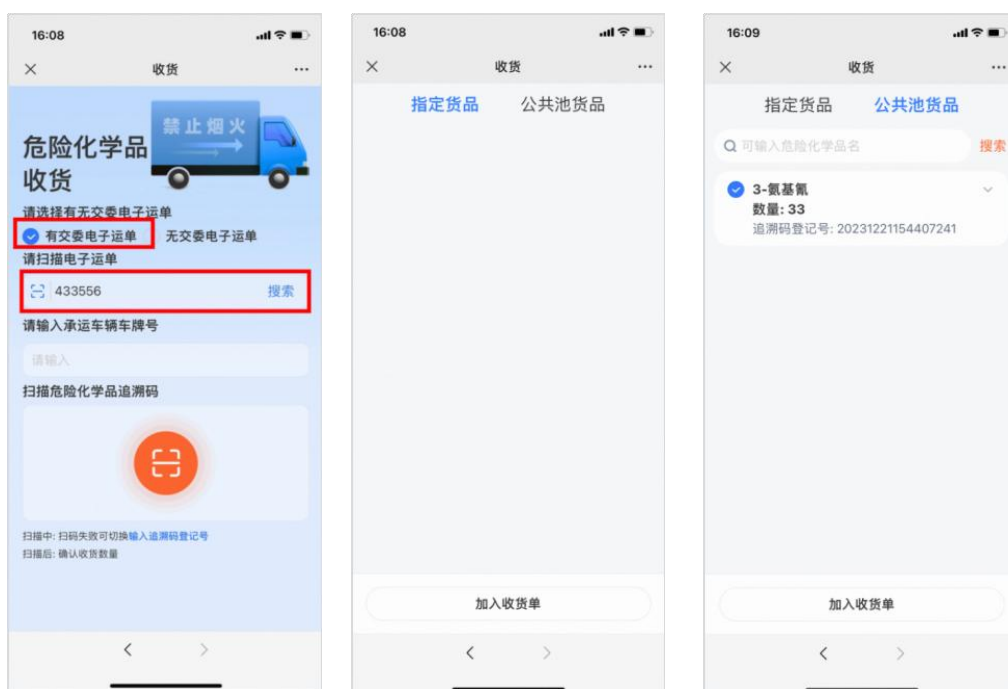 16:08
收货
禁止烟火
危险化学品
收货
请选择有无交委电子运单
有交委电子运单 无交委电子运单
请扫描电子运单
433556 搜索
请输入承运车辆车牌号
请输入
扫描危险化学品追溯码
扫描中: 扫码失败可切换输入追溯码登记号
扫描后: 确认收货数量
16:08
收货
指定货品 公共池货品
加入收货单
16:09
收货
指定货品 公共池货品
可输入危险化学品名 搜索
3-氨基氰
数量: 33
追溯码登记号: 20231221154407241
加入收货单